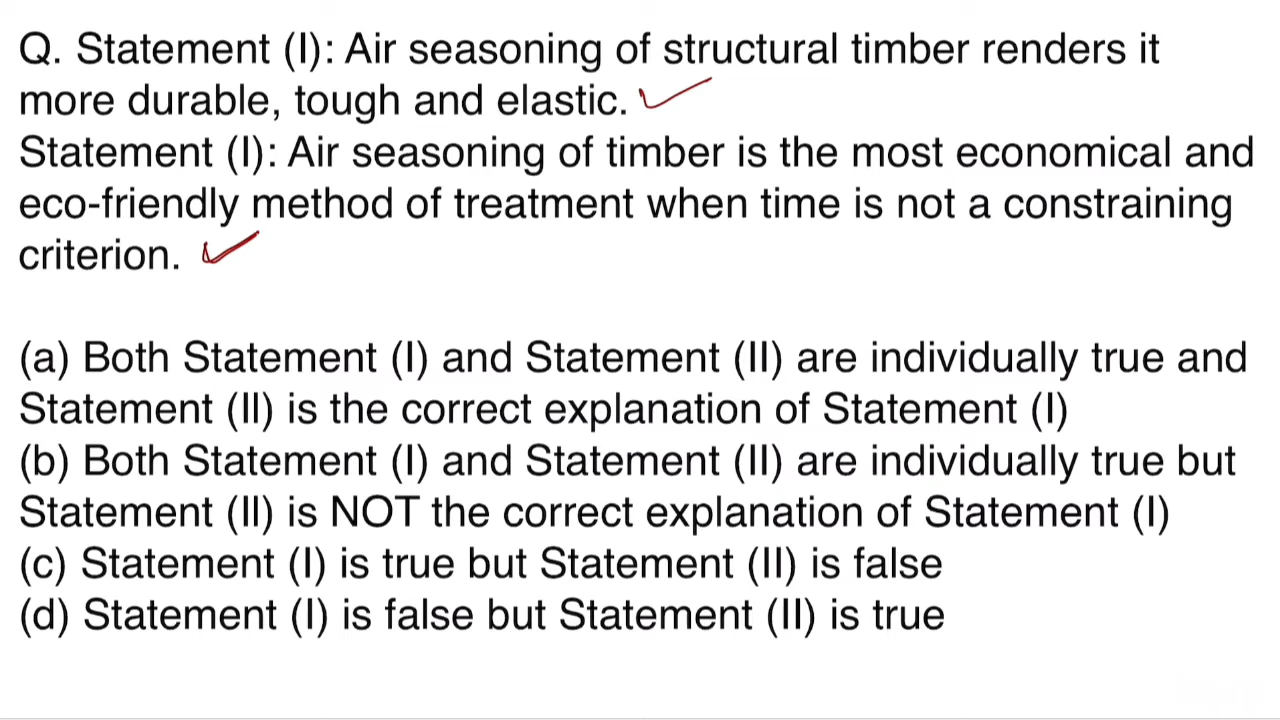 Q. Statement (I): Air seasoning of structural timber renders it
more durable, tough and elastic.
Statement (I): Air seasoning of timber is the most economical and
eco-friendly method of treatment when time is not a constraining
criterion.
(a) Both Statement (I) and Statement (II) are individually true and
Statement (II) is the correct explanation of Statement (I)
(b) Both Statement (I) and Statement (II) are individually true but
Statement (II) is NOT the correct explanation of Statement (I)
(c) Statement (I) is true but Statement (II) is false
(d) Statement (I) is false but Statement (II) is true